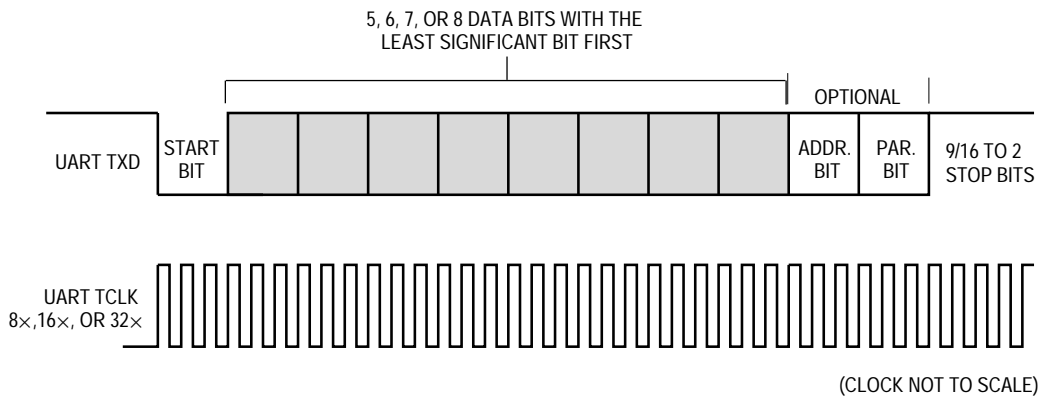 5, 6, 7, OR 8 DATA BITS WITH THE
LEAST SIGNIFICANT BIT FIRST
OPTIONAL
UART TXD
START
BIT
ADDR.
BIT
PAR.
BIT
9/16 TO 2
STOP BITS
UART TCLK
8×,16×, OR 32×
(CLOCK NOT TO SCALE)